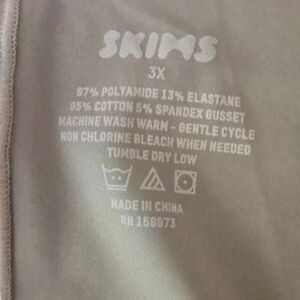 SKIMS
3X
87% POLYAMIDE 13% ELASTANE
95% COTTON 5% SPANDEX GUSSET
MACHINE WASH WARM - GENTLE CYCLE
NON CHLORINE BLEACH WHEN NEEDED
TUMBLE DRY LOW
MADE IN CHINA
RN 158973